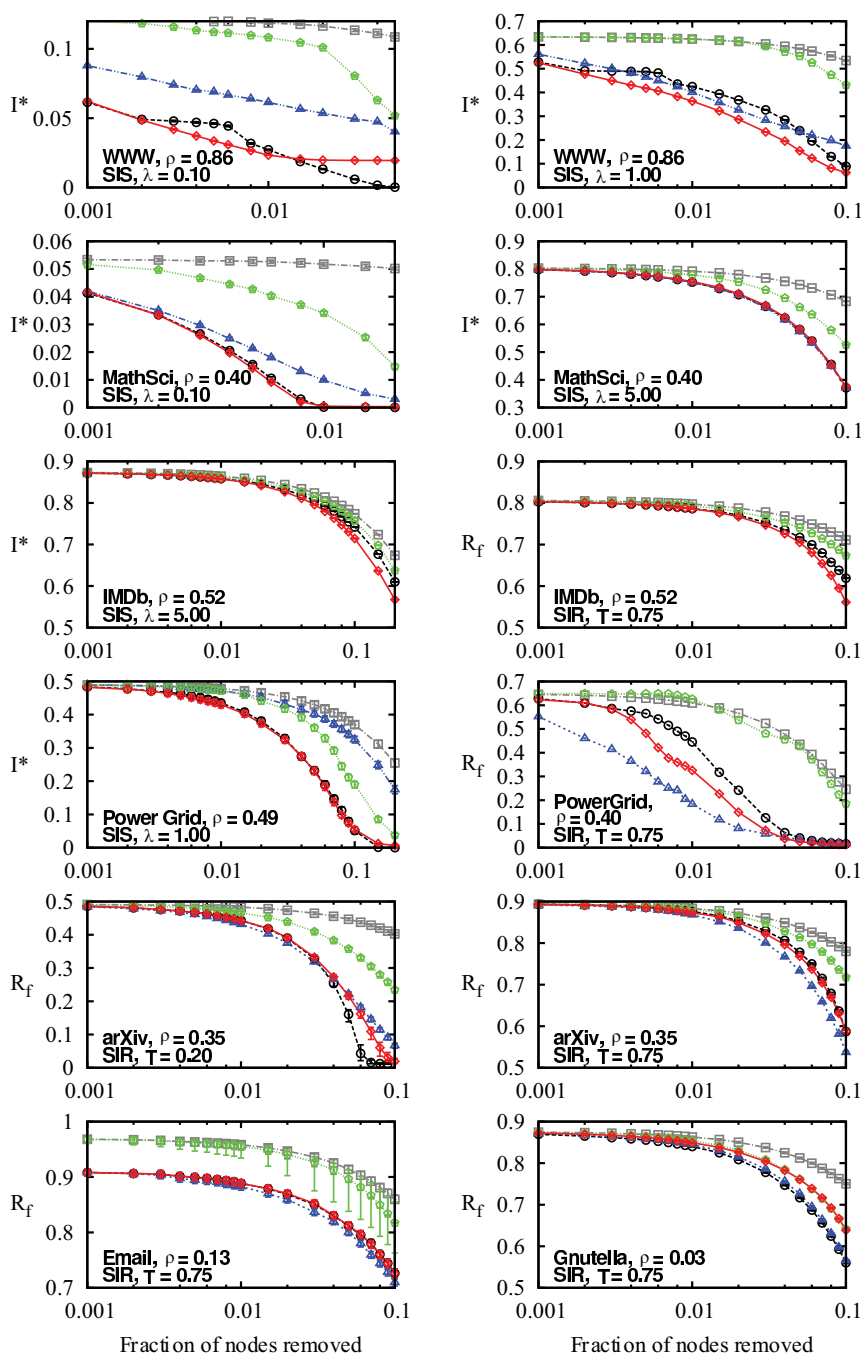 0.1
I*
0.05
WWW, ρ = 0.86
SIS, λ = 0.10
0
0.001
0.01
0.7
0.6
0.5
I*
0.4
0.3
0.2
WWW, ρ = 0.86
0.1
SIS, λ = 1.00
0
0.001
0.01
0.1
0.06
0.05
0.04
I*
0.03
0.02
0.01
MathSci, ρ = 0.40
SIS, λ = 0.10
0
0.001
0.01
0.9
0.8
0.7
I*
0.6
0.5
0.4
MathSci, ρ = 0.40
SIS, λ = 5.00
0.3
0.001
0.01
0.1
0.9
0.8
I*
0.7
0.6
IMDb, ρ = 0.52
SIS, λ = 5.00
0.5
0.001
0.01
0.1
0.9
0.8
R_f
0.7
0.6
IMDb, ρ = 0.52
SIR, T = 0.75
0.5
0.001
0.01
0.1
0.5
0.4
I*
0.3
0.2
0.1
Power Grid, ρ = 0.49
SIS, λ = 1.00
0
0.001
0.01
0.1
0.7
0.6
0.5
R_f
0.4
0.3
0.2
0.1
PowerGrid,
ρ = 0.40
SIR, T = 0.75
0
0.001
0.01
0.1
0.5
0.4
R_f
0.3
0.2
0.1
arXiv, ρ = 0.35
SIR, T = 0.20
0
0.001
0.01
0.1
0.9
0.8
R_f
0.7
0.6
arXiv, ρ = 0.35
SIR, T = 0.75
0.5
0.001
0.01
0.1
1
0.9
R_f
0.8
Email, ρ = 0.13
SIR, T = 0.75
0.7
0.001
0.01
0.1
Fraction of nodes removed
0.9
0.8
R_f
0.7
0.6
Gnutella, ρ = 0.03
SIR, T = 0.75
0.5
0.001
0.01
0.1
Fraction of nodes removed